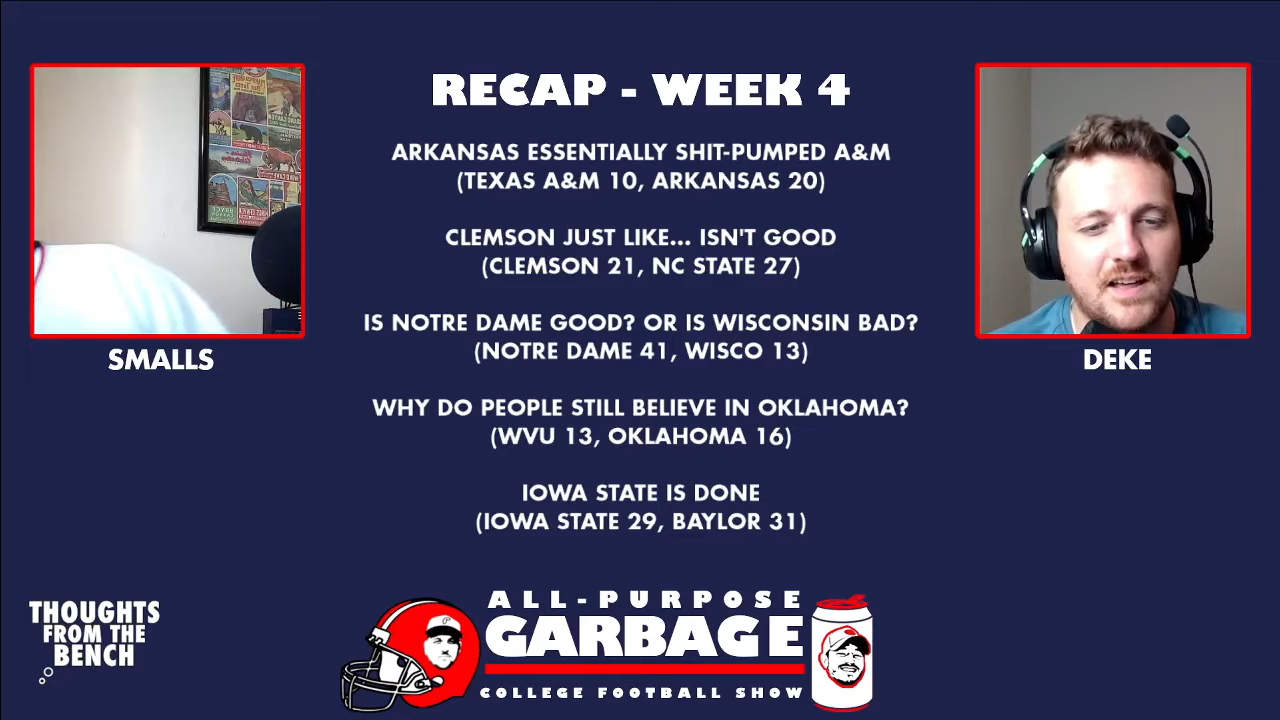 RECAP - WEEK 4
ARKANSAS ESSENTIALLY SHIT-PUMPED A&M
(TEXAS A&M 10, ARKANSAS 20)
CLEMSON JUST LIKE... ISN'T GOOD
(CLEMSON 21, NC STATE 27)
IS NOTRE DAME GOOD? OR IS WISCONSIN BAD?
(NOTRE DAME 41, WISCO 13)
WHY DO PEOPLE STILL BELIEVE IN OKLAHOMA?
(WVU 13, OKLAHOMA 16)
IOWA STATE IS DONE
(IOWA STATE 29, BAYLOR 31)
SMALLS
DEKE
THOUGHTS
FROM THE
BENCH
ALL-PURPOSE
GARBAGE
COLLEGE FOOTBALL SHOW